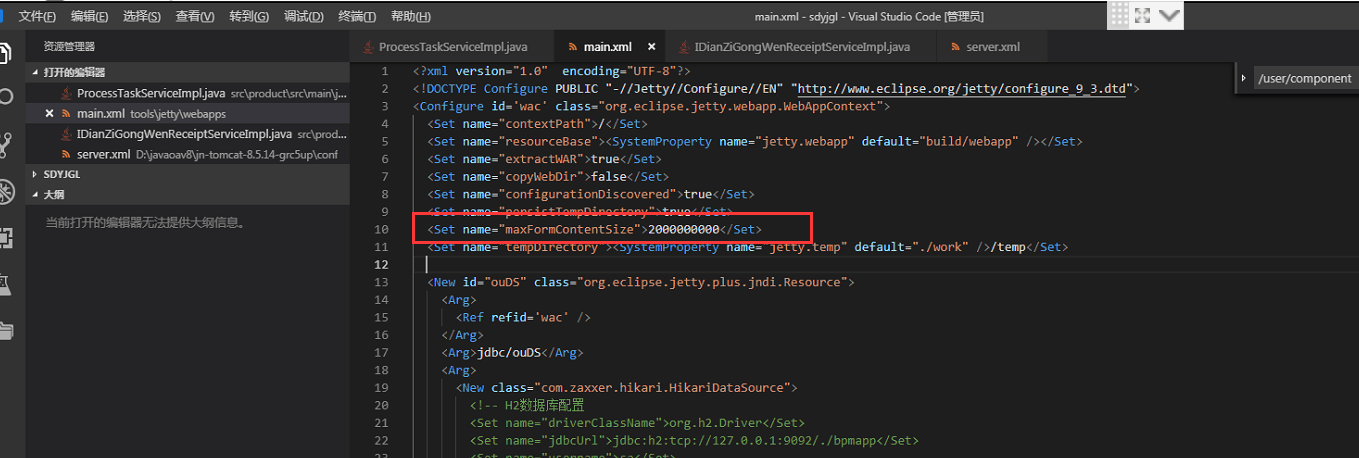 文件(F) 编辑(E) 选择(S) 查看(V) 转到(G) 调试(D) 终端(T) 帮助(H) main.xml - sdyjgl - Visual Studio Code [管理员]
资源管理器
打开的编辑器
ProcessTaskServiceImpl.java src\product\src\main\j...
main.xml tools\jetty\webapps
IDianZiGongWenReceiptServiceImpl.java src\prod...
server.xml D:\javaoav8\jn-tomcat-8.5.14-grc5up\conf
SDYJGL
大纲
当前打开的编辑器无法提供大纲信息。
ProcessTaskServiceImpl.java main.xml IDianZiGongWenReceiptServiceImpl.java server.xml
/user/component
1 <?xml version="1.0"  encoding="UTF-8"?>
2 <!DOCTYPE Configure PUBLIC "-//Jetty//Configure//EN" "http://www.eclipse.org/jetty/configure_9_3.dtd">
3 <Configure id='wac' class="org.eclipse.jetty.webapp.WebAppContext">
4 <Set name="contextPath">/</Set>
5 <Set name="resourceBase"><SystemProperty name="jetty.webapp" default="build/webapp" /></Set>
6 <Set name="extractWAR">true</Set>
7 <Set name="copyWebDir">false</Set>
8 <Set name="configurationDiscovered">true</Set>
9 <Set name="persistTempDirectory">true</Set>
10 <Set name="maxFormContentSize">2000000000</Set>
11 <Set name="tempDirectory"><SystemProperty name="jetty.temp" default="./work" />/temp</Set>
12
13 <New id="ouDS" class="org.eclipse.jetty.plus.jndi.Resource">
14 <Arg>
15 <Ref refid='wac' />
16 </Arg>
17 <Arg>jdbc/ouDS</Arg>
18 <Arg>
19 <New class="com.zaxxer.hikari.HikariDataSource">
20 <!-- H2数据库配置
21 <Set name="driverClassName">org.h2.Driver</Set>
22 <Set name="jdbcUrl">jdbc:h2:tcp://127.0.0.1:9092/./bpmapp</Set>
23 <Set name="username">sa</Set>